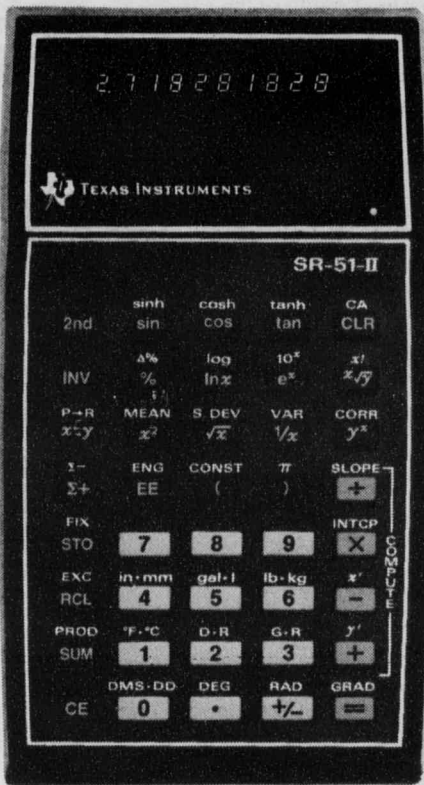 2.718281828
TEXAS INSTRUMENTS
SR-51-II
sinh cosh tanh CA
2nd sin cos tan CLR
Δ% log 10ˣ x!
INV % lnx eˣ ˣ√y
P→R MEAN S.DEV VAR CORR
x⇄y x² √x 1/x yˣ
Σ− ENG CONST π SLOPE
Σ+ EE ( ) ÷
FIX INTCP
STO 7 8 9 ×
EXC in·mm gal·l lb·kg x'
RCL 4 5 6 −
PROD °F·°C D·R G·R y'
SUM 1 2 3 +
COMPUTE
DMS·DD DEG RAD GRAD
CE 0 . +/− =